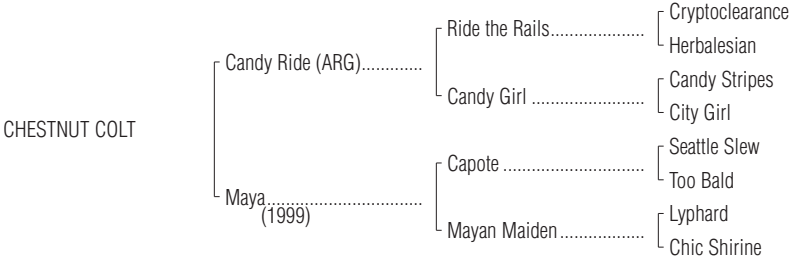 Cryptoclearance
Ride the Rails....................
Herbalesian
Candy Ride (ARG).............
Candy Stripes
Candy Girl ........................
City Girl
CHESTNUT COLT
Seattle Slew
Capote ..............................
Too Bald
Maya.................................
(1999)
Lyphard
Mayan Maiden..................
Chic Shirine